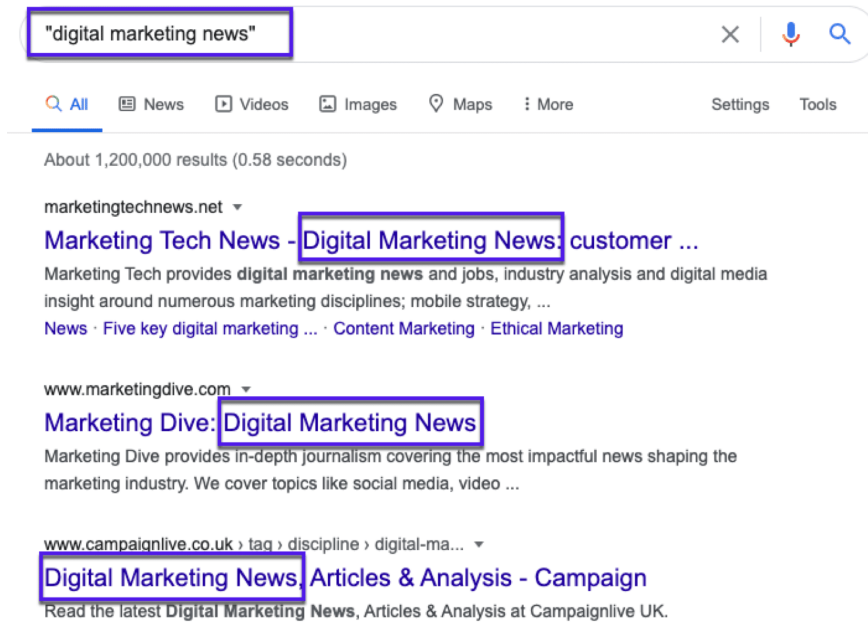 "digital marketing news"
All News Videos Images Maps More Settings Tools
About 1,200,000 results (0.58 seconds)
marketingtechnews.net
Marketing Tech News - Digital Marketing News: customer ...
Marketing Tech provides digital marketing news and jobs, industry analysis and digital media
insight around numerous marketing disciplines; mobile strategy, ...
News · Five key digital marketing ... · Content Marketing · Ethical Marketing
www.marketingdive.com
Marketing Dive: Digital Marketing News
Marketing Dive provides in-depth journalism covering the most impactful news shaping the
marketing industry. We cover topics like social media, video ...
www.campaignlive.co.uk › tag › discipline › digital-ma...
Digital Marketing News, Articles & Analysis - Campaign
Read the latest Digital Marketing News, Articles & Analysis at Campaignlive UK.